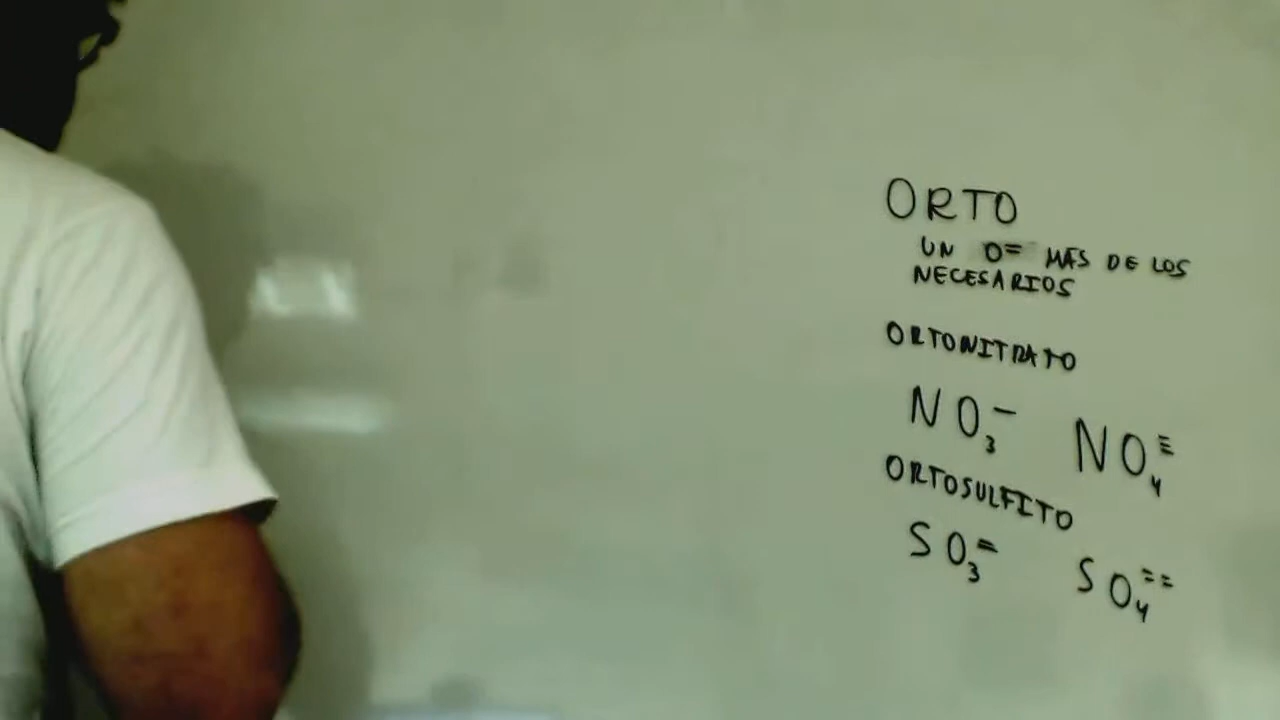 ORTO
UN O= MÁS DE LOS
NECESARIOS
ORTONITRATO
NO₃⁻ NO₄≡
ORTOSULFITO
SO₃= SO₄==